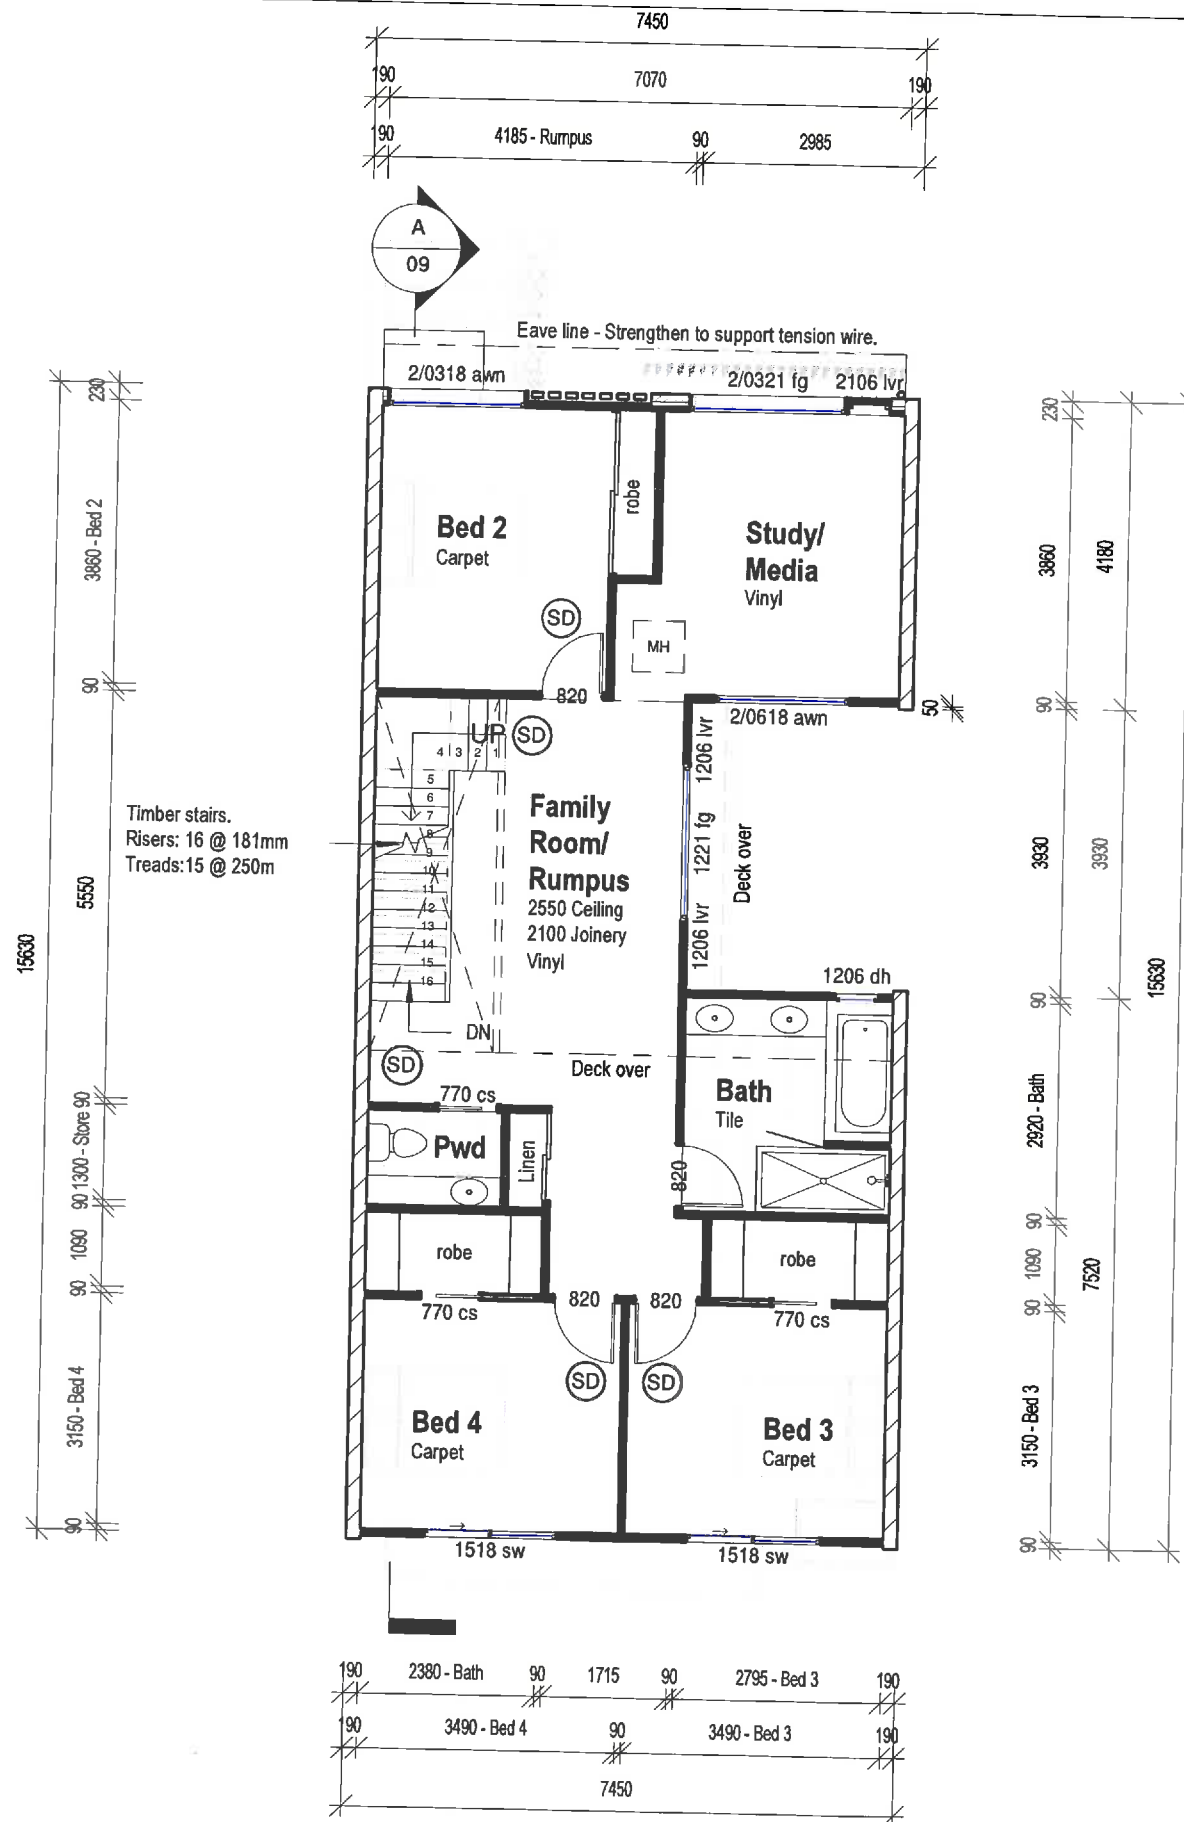 7450
190
7070
190
190
4185 - Rumpus
90
2985
A
09
Eave line - Strengthen to support tension wire.
2/0318 awn
2/0321 fg
2106 lvr
230
3860 - Bed 2
90
5550
90
1300 - Store
90
1090
90
3150 - Bed 4
90
15630
Bed 2
Carpet
robe
Study/
Media
Vinyl
SD
MH
820
2/0618 awn
50
UP
SD
4 3 2 1
5
6
7
8
9
10
11
12
13
14
15
16
DN
SD
Timber stairs.
Risers: 16 @ 181mm
Treads:15 @ 250m
Family
Room/
Rumpus
2550 Ceiling
2100 Joinery
Vinyl
1206 lvr
1221 fg
1206 lvr
Deck over
1206 dh
Deck over
Bath
Tile
820
770 cs
Pwd
Linen
robe
robe
770 cs
820
820
770 cs
SD
SD
Bed 4
Carpet
Bed 3
Carpet
1518 sw
1518 sw
230
3860
4180
90
3930
3930
90
2920 - Bath
90
1090
90
7520
3150 - Bed 3
90
15630
190
2380 - Bath
90
1715
90
2795 - Bed 3
190
190
3490 - Bed 4
90
3490 - Bed 3
190
7450